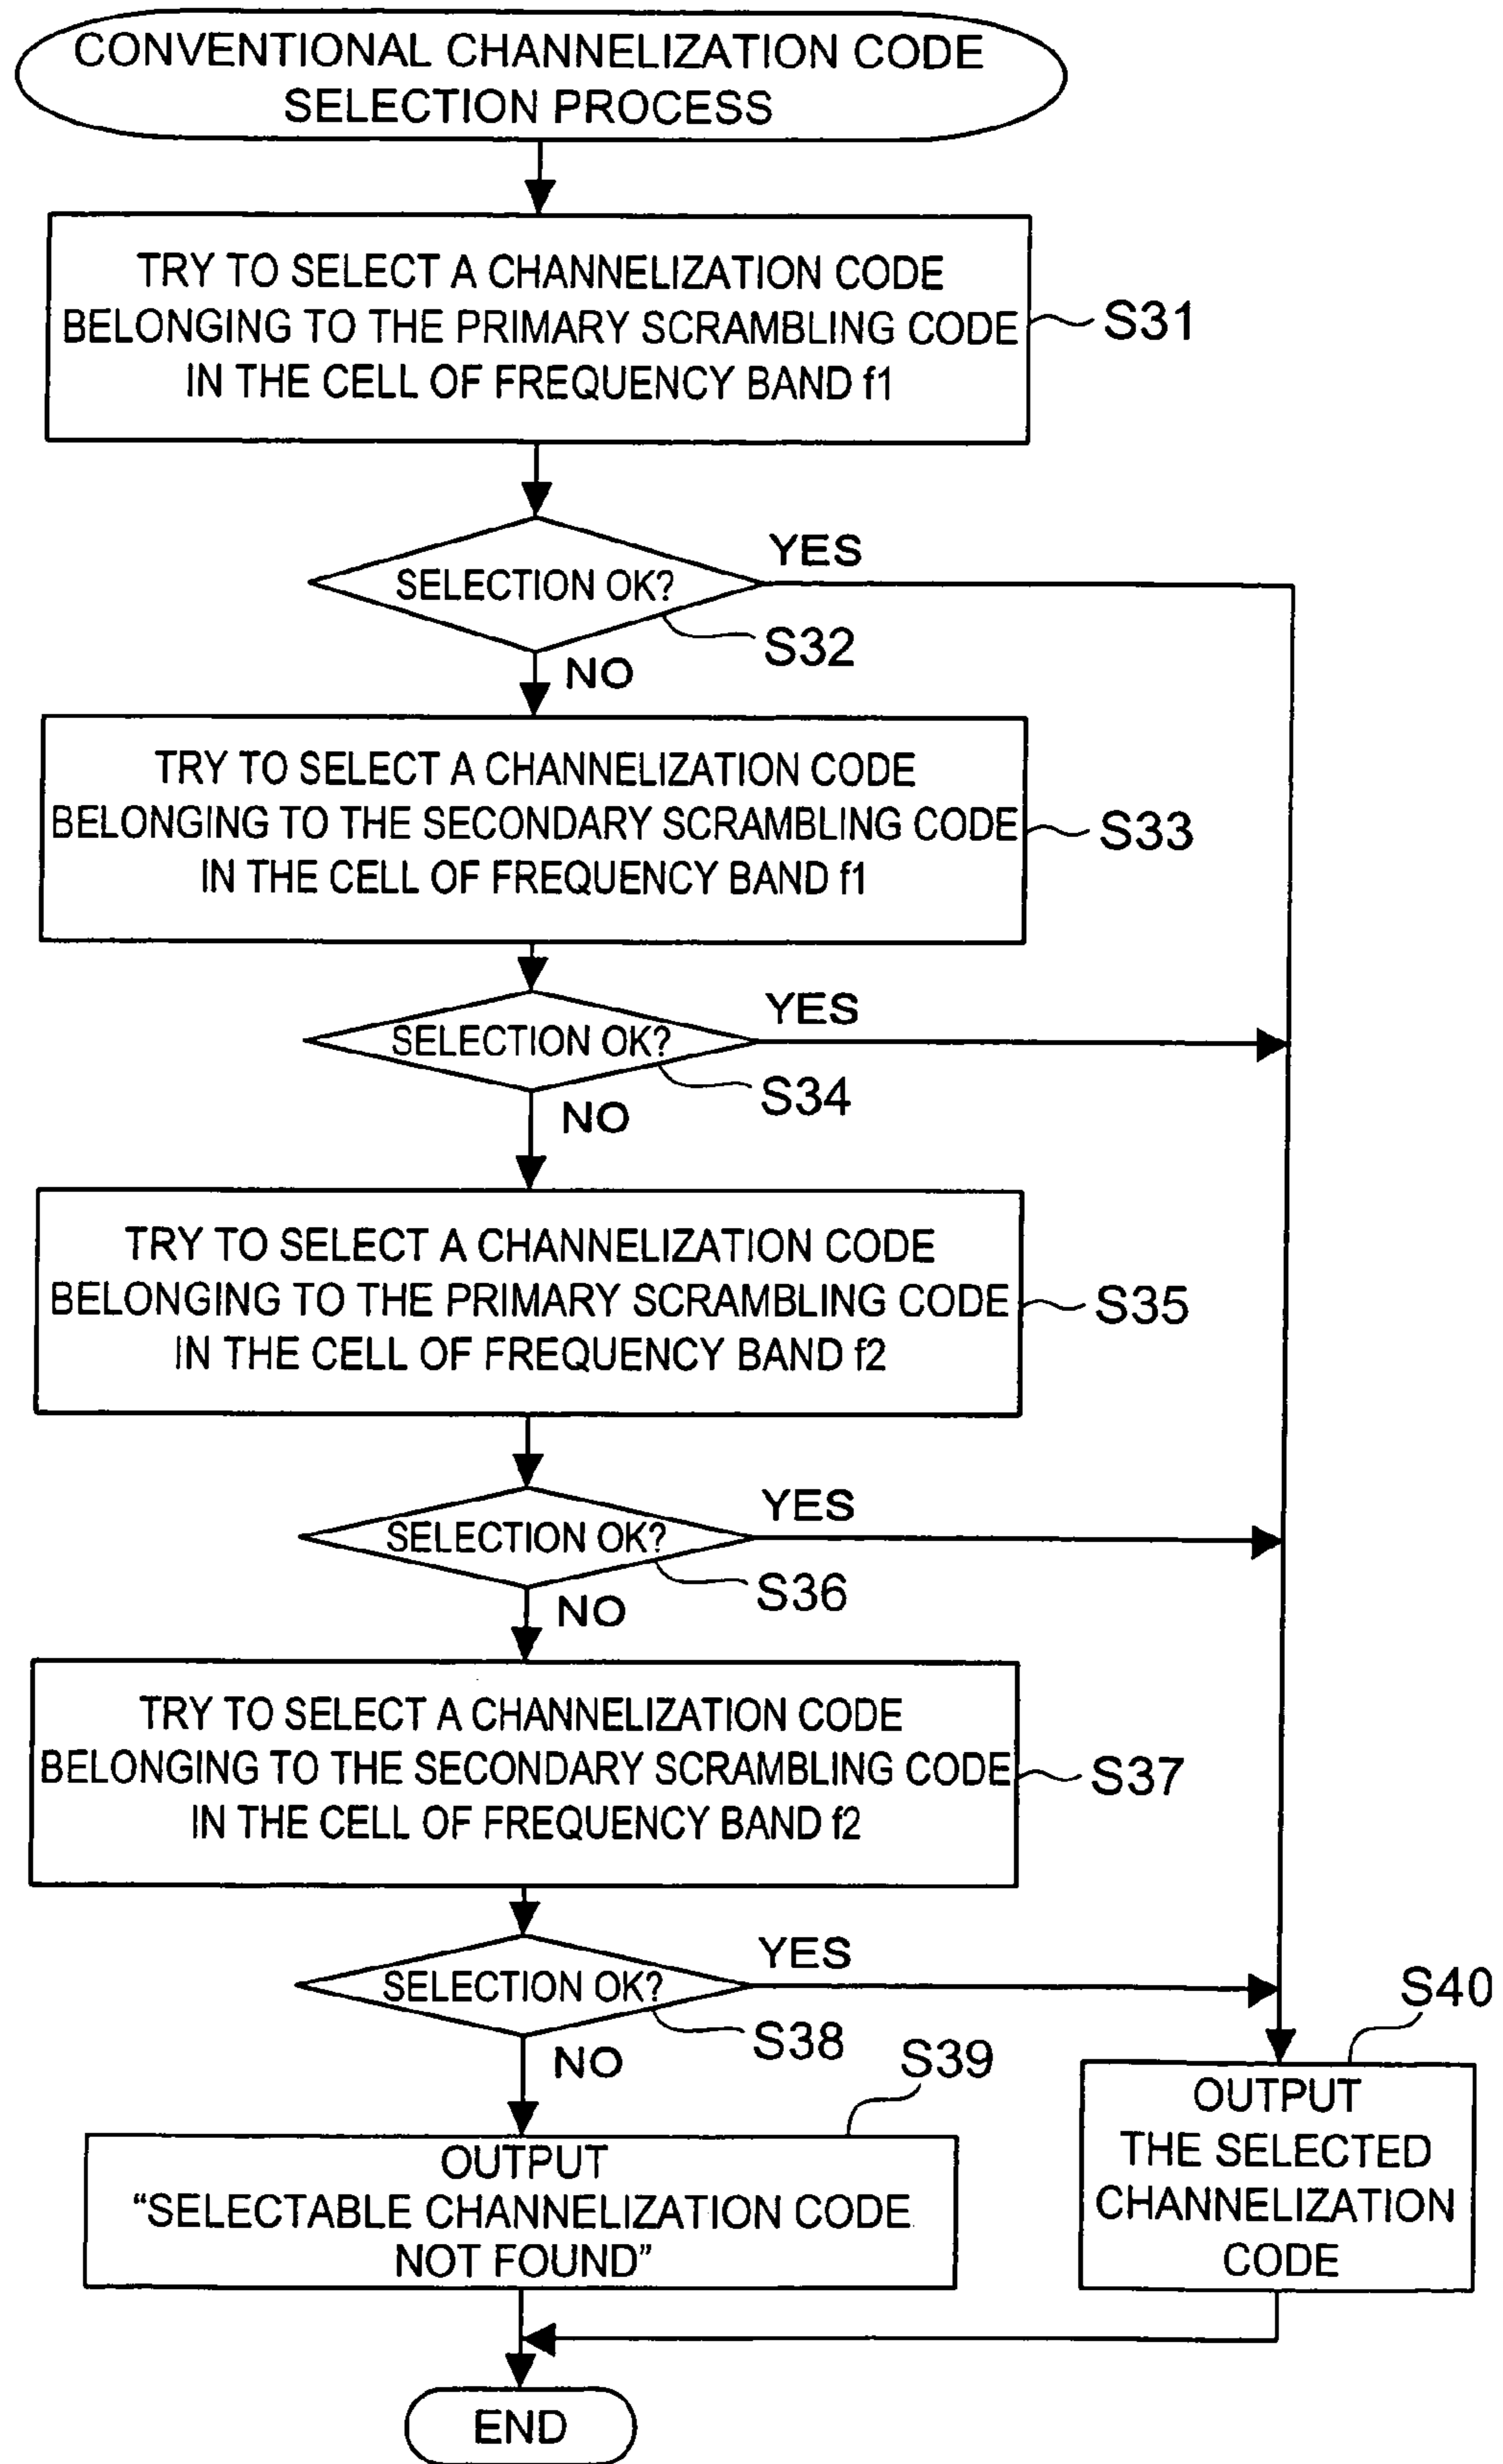 CONVENTIONAL CHANNELIZATION CODE
SELECTION PROCESS
TRY TO SELECT A CHANNELIZATION CODE
BELONGING TO THE PRIMARY SCRAMBLING CODE
IN THE CELL OF FREQUENCY BAND f1
S31
YES
SELECTION OK?
S32
NO
TRY TO SELECT A CHANNELIZATION CODE
BELONGING TO THE SECONDARY SCRAMBLING CODE
IN THE CELL OF FREQUENCY BAND f1
S33
YES
SELECTION OK?
S34
NO
TRY TO SELECT A CHANNELIZATION CODE
BELONGING TO THE PRIMARY SCRAMBLING CODE
IN THE CELL OF FREQUENCY BAND f2
S35
YES
SELECTION OK?
S36
NO
TRY TO SELECT A CHANNELIZATION CODE
BELONGING TO THE SECONDARY SCRAMBLING CODE
IN THE CELL OF FREQUENCY BAND f2
S37
YES
SELECTION OK?
S38
NO
S39
OUTPUT
“SELECTABLE CHANNELIZATION CODE
NOT FOUND”
S40
OUTPUT
THE SELECTED
CHANNELIZATION
CODE
END